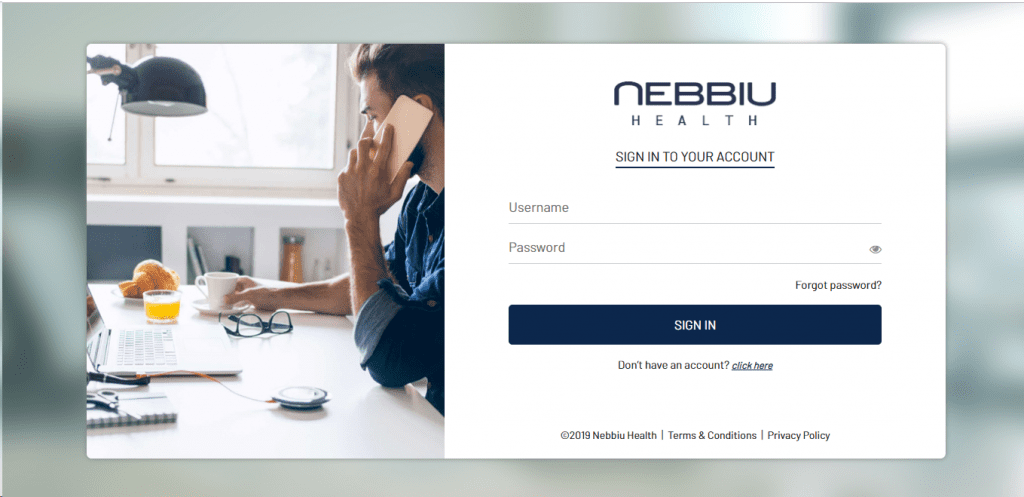 NEBBIU
HEALTH
SIGN IN TO YOUR ACCOUNT
Username
Password
Forgot password?
SIGN IN
Don't have an account? click here
©2019 Nebbiu Health | Terms & Conditions | Privacy Policy